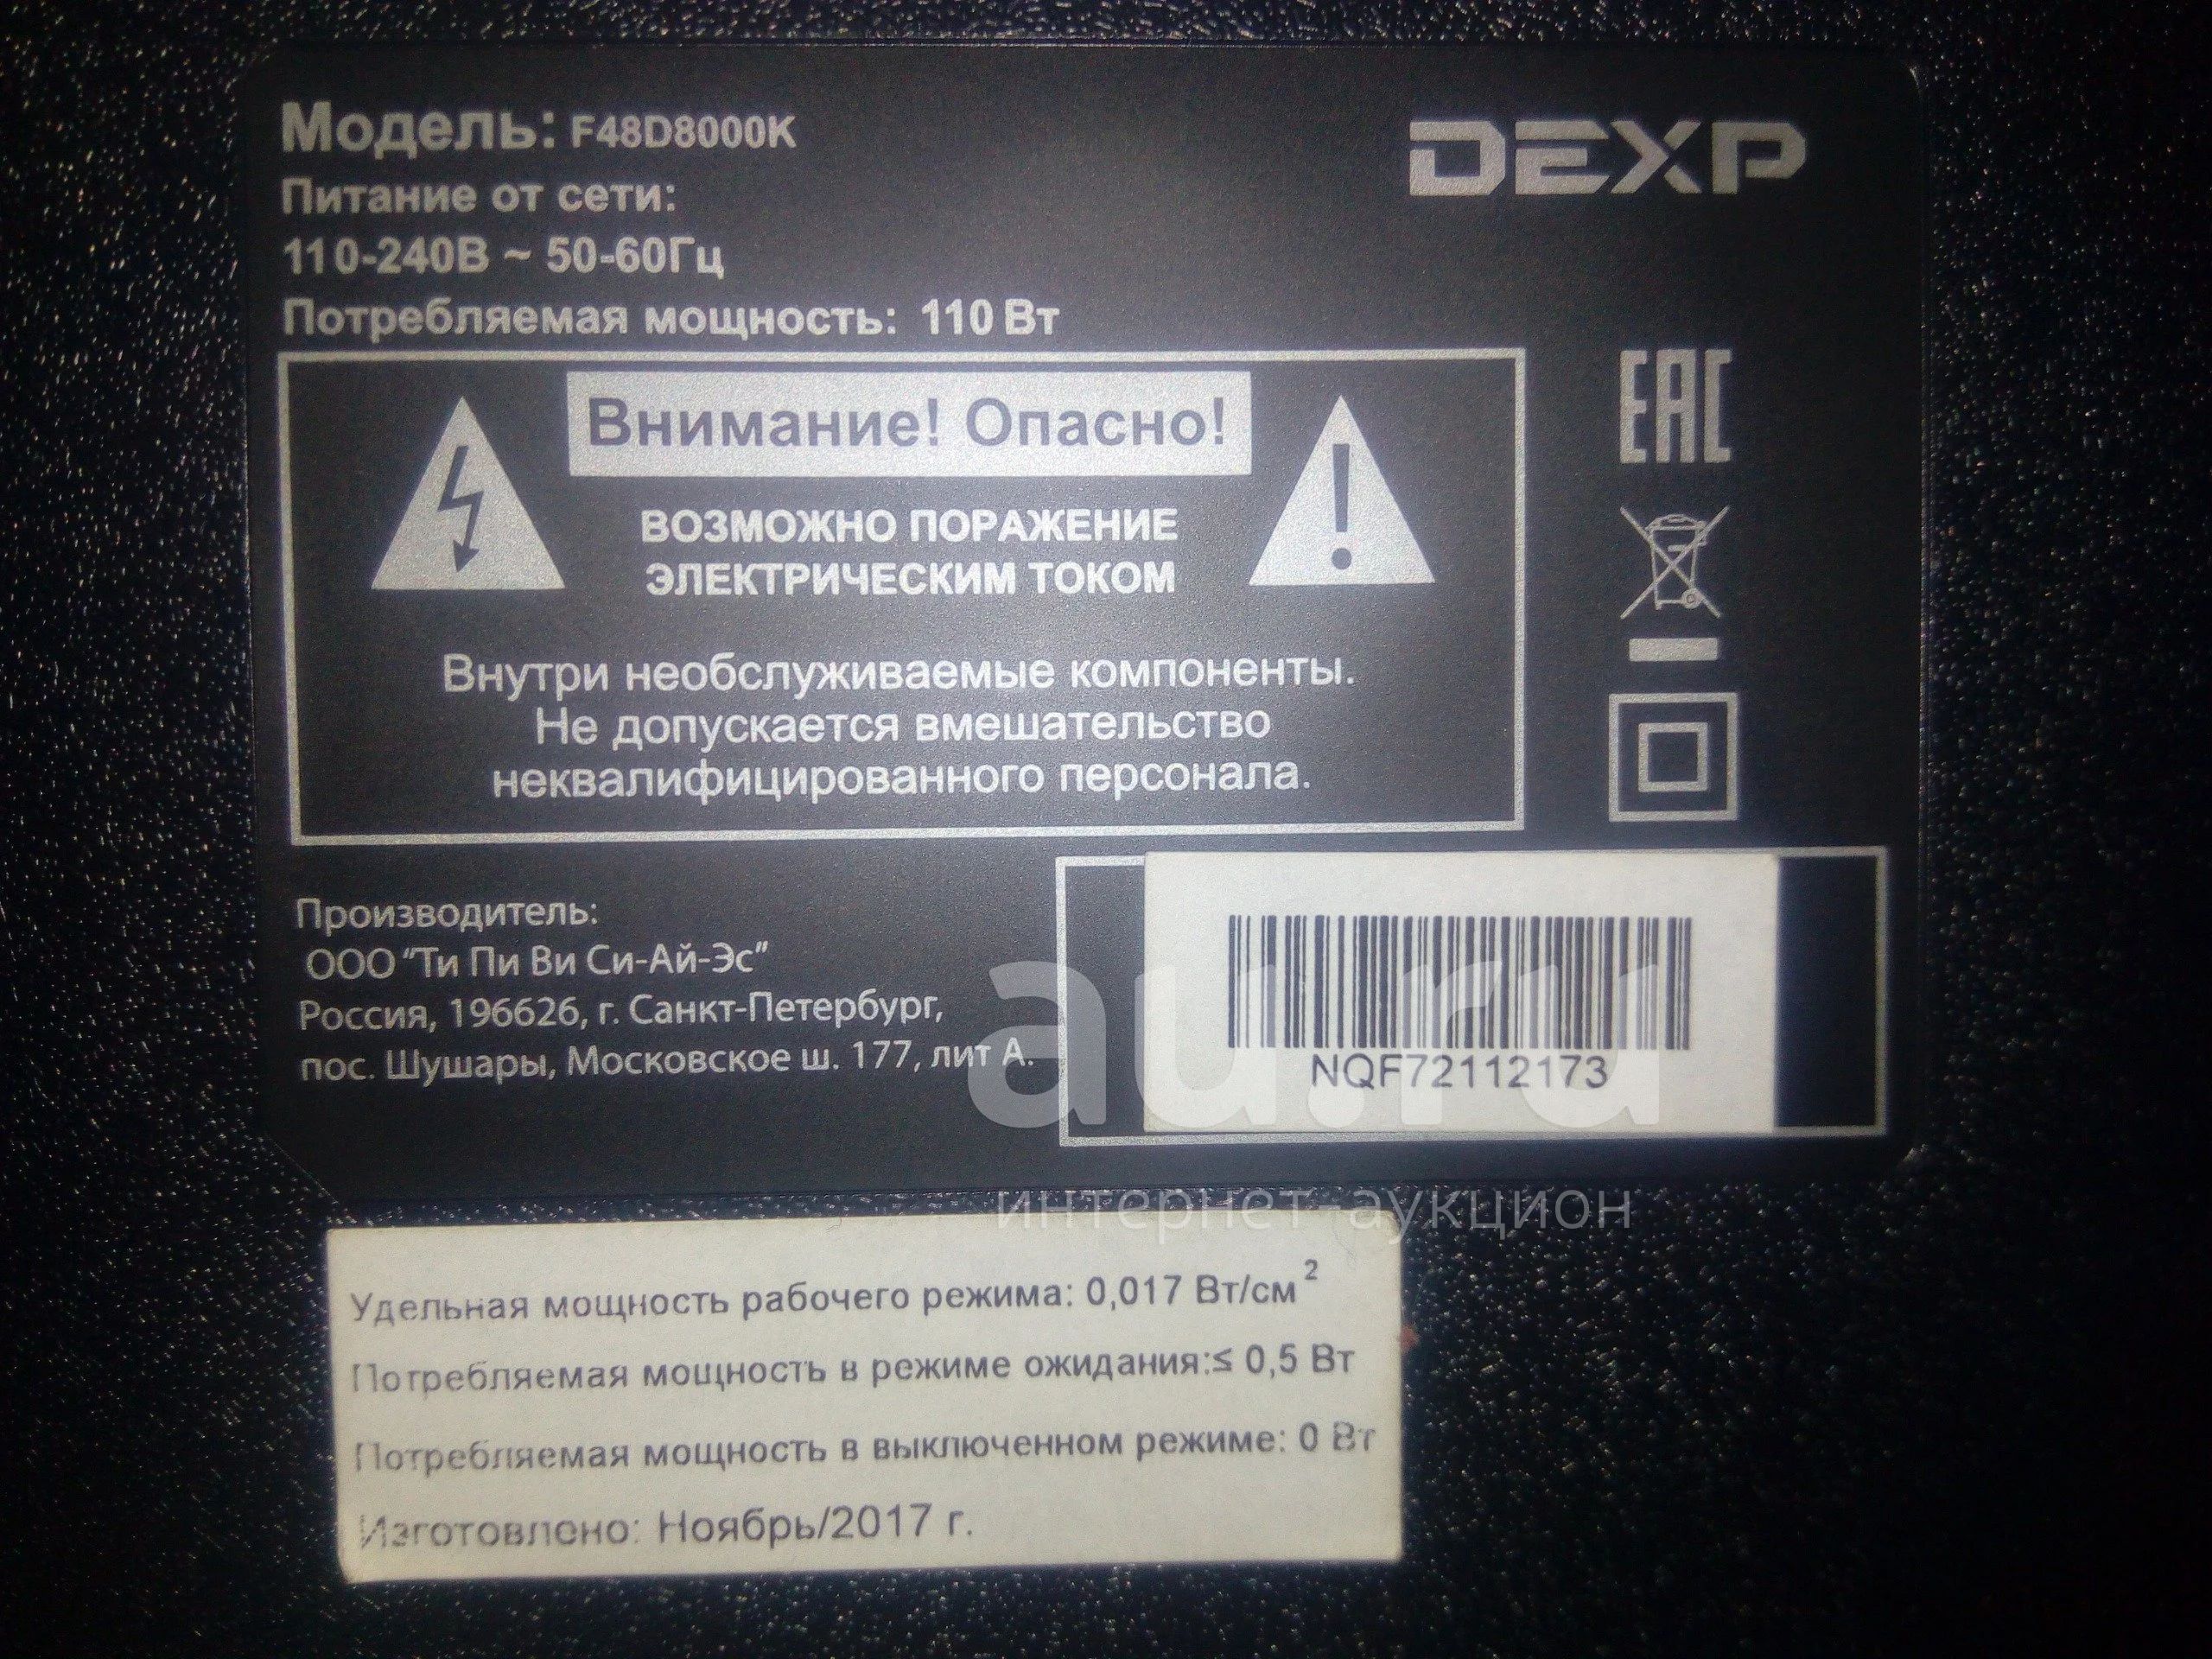 Модель: F48D8000K
DEXP
Питание от сети:
110-240В ~ 50-60Гц
Потребляемая мощность: 110 Вт
Внимание! Опасно!
ВОЗМОЖНО ПОРАЖЕНИЕ
ЭЛЕКТРИЧЕСКИМ ТОКОМ
Внутри необслуживаемые компоненты.
Не допускается вмешательство
неквалифицированного персонала.
EAC
Производитель:
ООО "Ти Пи Ви Си-Ай-Эс"
Россия, 196626, г. Санкт-Петербург,
пос. Шушары, Московское ш. 177, лит А.
NQF72112173
au.ru
интернет-аукцион
Удельная мощность рабочего режима: 0,017 Вт/см²
Потребляемая мощность в режиме ожидания:≤ 0,5 Вт
Потребляемая мощность в выключенном режиме: 0 Вт
Изготовлено: Ноябрь/2017 г.